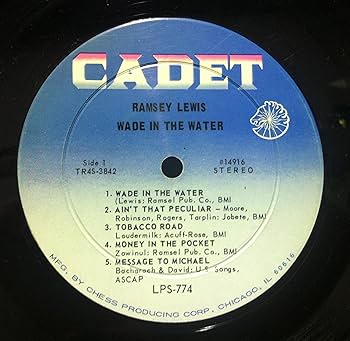 CADET
RAMSEY LEWIS
WADE IN THE WATER
Side 1
TR4S-3842
#14916
STEREO
1. WADE IN THE WATER
(Lewis; Ramsel Pub. Co., BMI
2. AIN'T THAT PECULIAR — Moore,
Robinson, Rogers, Tarplin: Jobete, BMI
3. TOBACCO ROAD
Loudermilk: Acuff-Rose, BMI
4. MONEY IN THE POCKET
Zawinul: Ramsel Pub. Co., BMI
5. MESSAGE TO MICHAEL
Bacharach & David: U.S. Songs,
ASCAP
LPS-774
MFG. BY CHESS PRODUCING CORP. CHICAGO, IL 60616